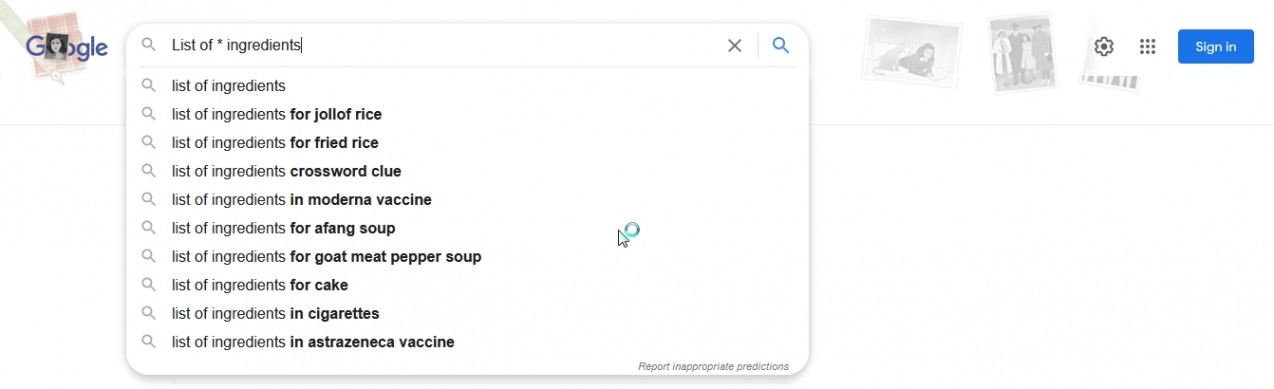 Google
List of * ingredients
Sign in
list of ingredients
list of ingredients for jollof rice
list of ingredients for fried rice
list of ingredients crossword clue
list of ingredients in moderna vaccine
list of ingredients for afang soup
list of ingredients for goat meat pepper soup
list of ingredients for cake
list of ingredients in cigarettes
list of ingredients in astrazeneca vaccine
Report inappropriate predictions